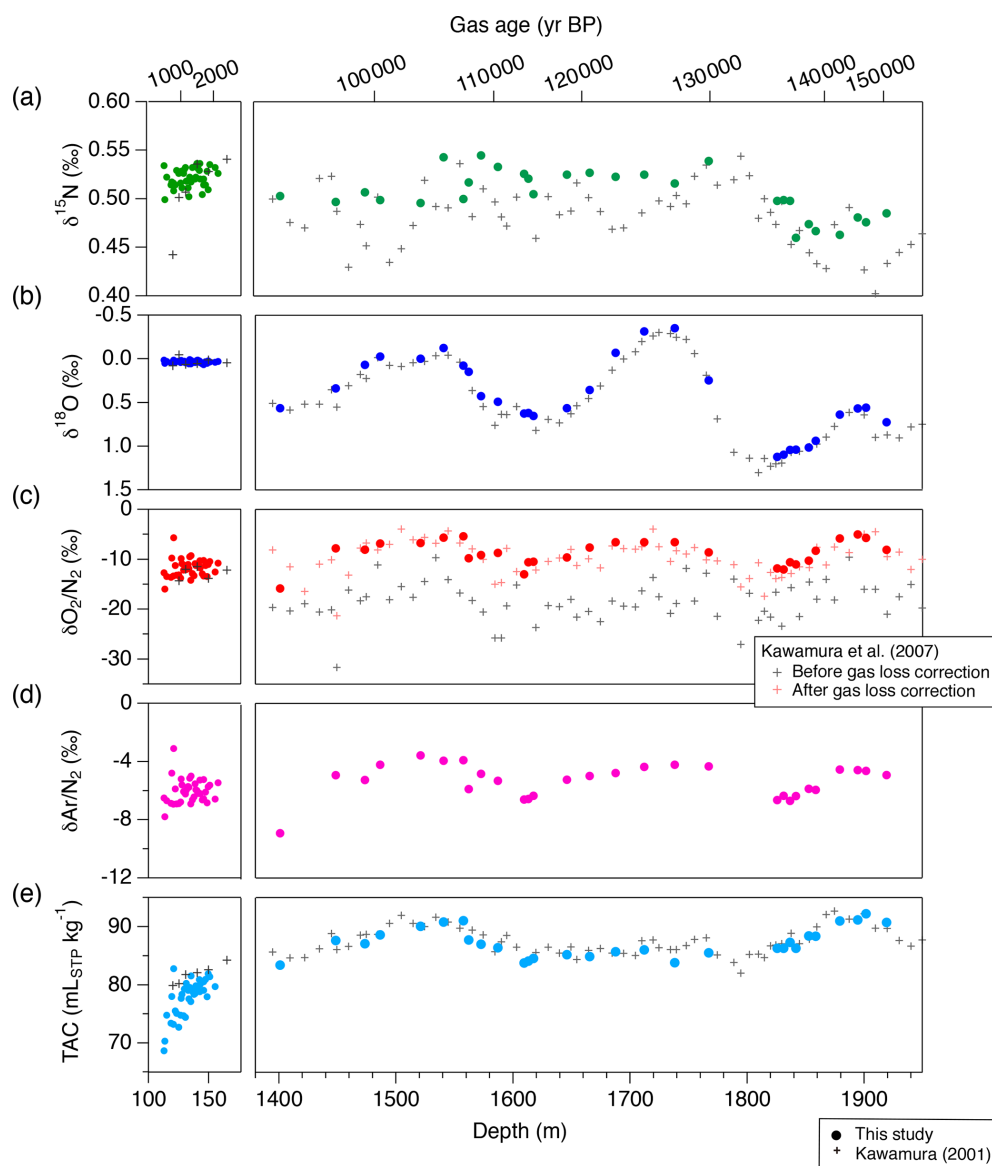 Gas age (yr BP)
1000 2000 100000 110000 120000 130000 140000 150000
(a)
δ15N (‰)
0.60
0.55
0.50
0.45
0.40
(b)
δ18O (‰)
-0.5
0.0
0.5
1.0
1.5
(c)
δO2/N2 (‰)
0
-10
-20
-30
Kawamura et al. (2007)
+ Before gas loss correction
+ After gas loss correction
(d)
δAr/N2 (‰)
0
-4
-8
-12
(e)
TAC (mLSTP kg-1)
90
80
70
100 150 1400 1500 1600 1700 1800 1900
Depth (m)
● This study
+ Kawamura (2001)